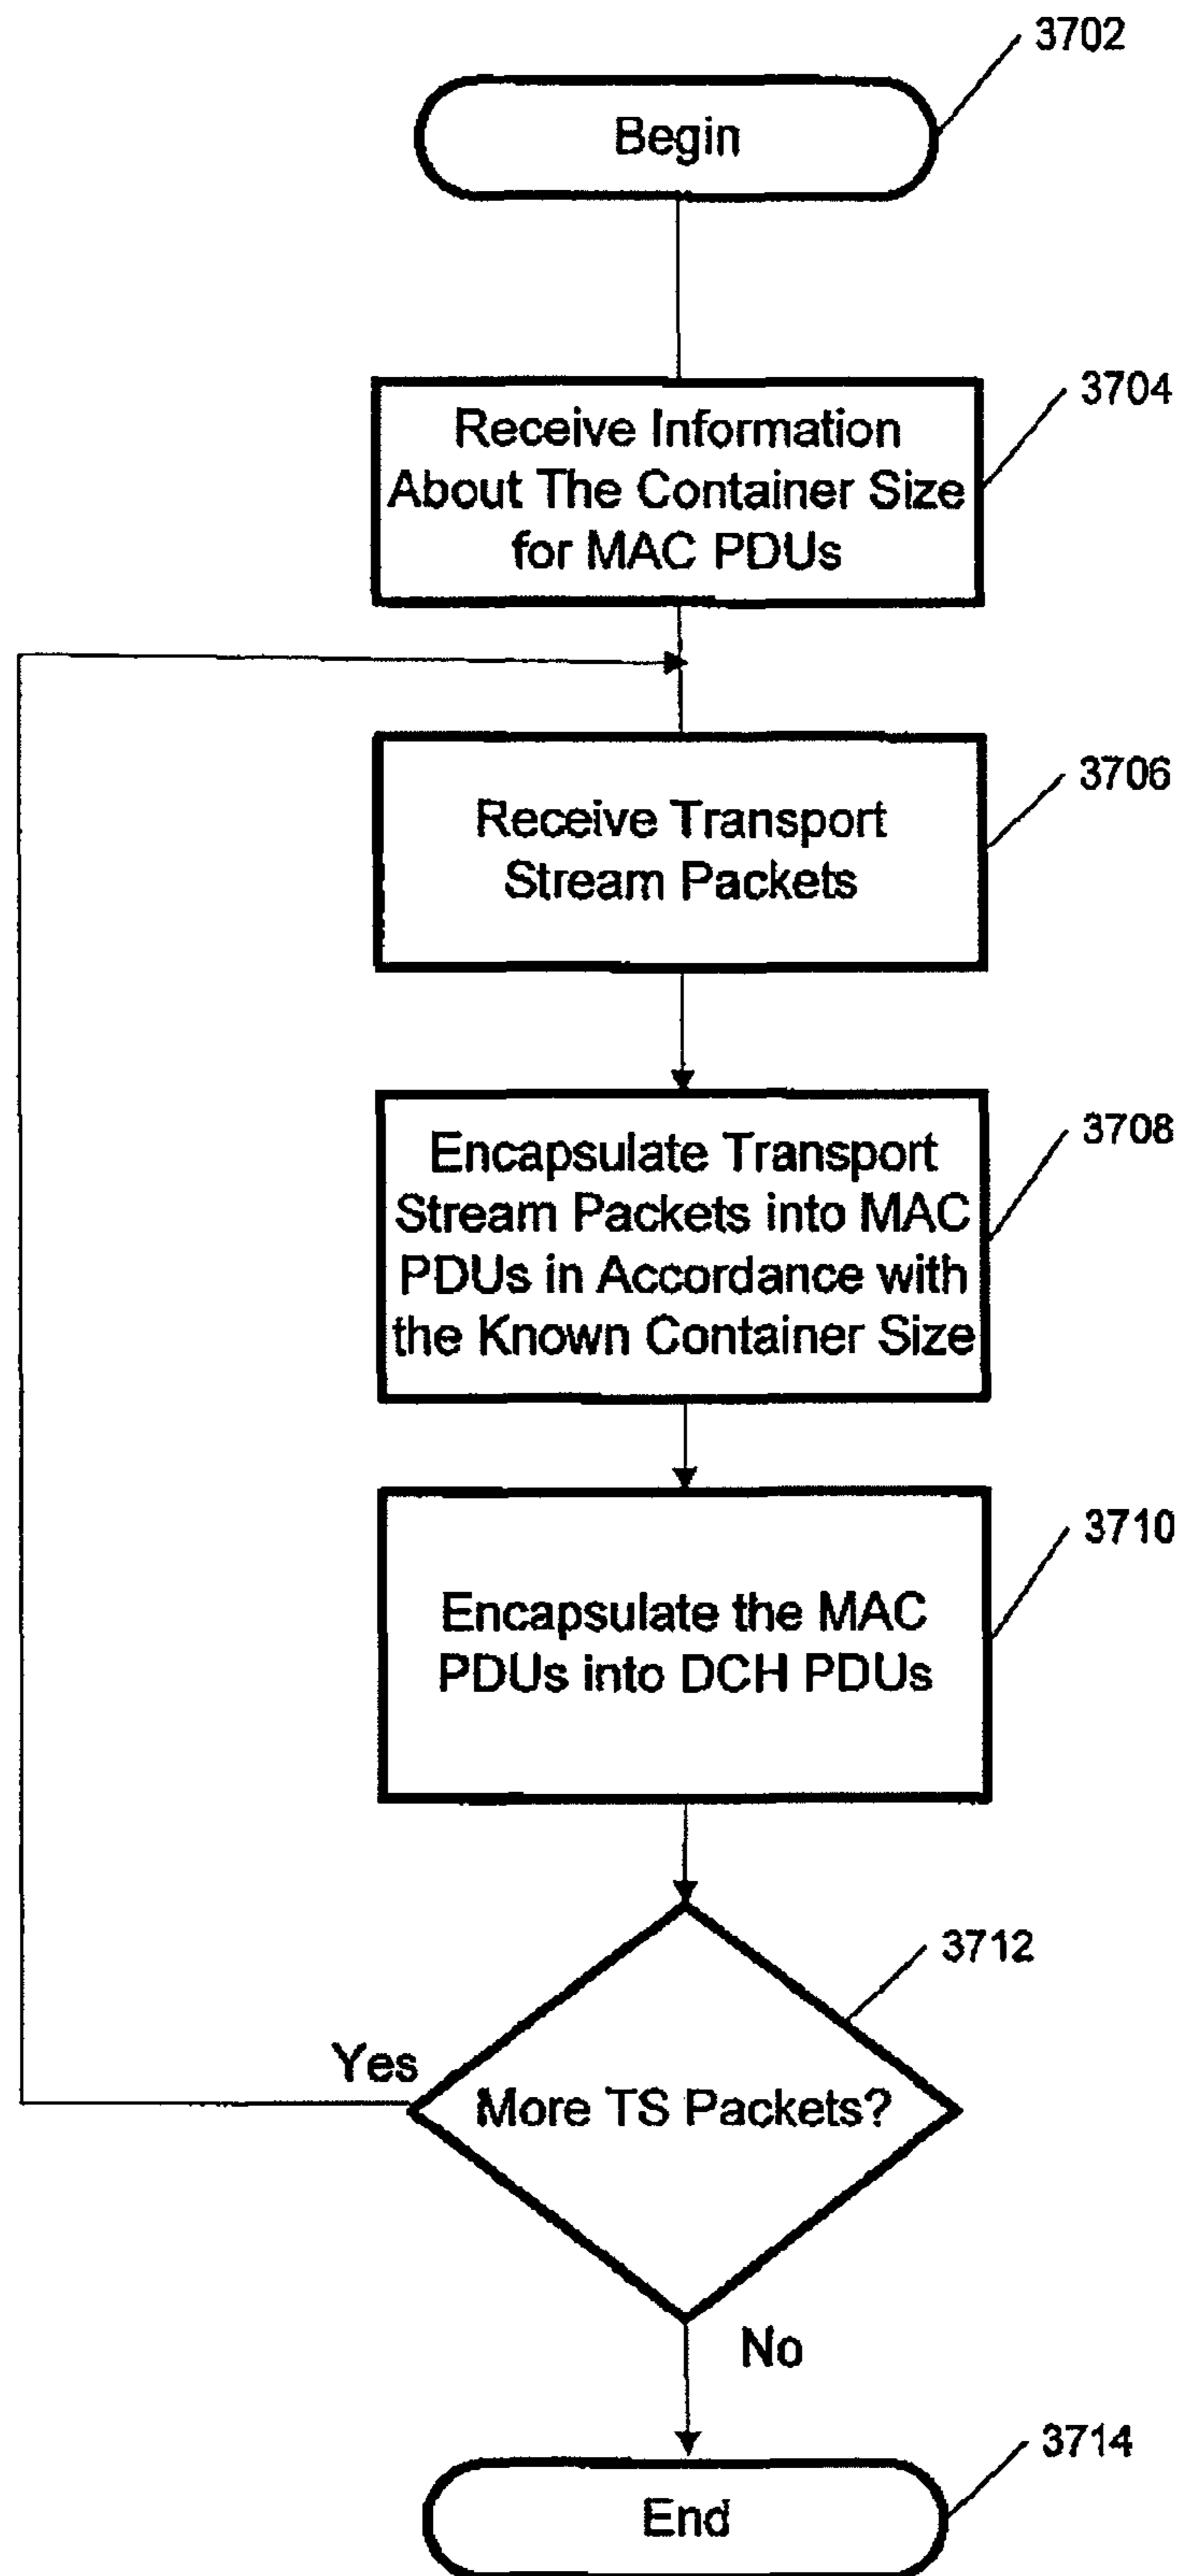 3702
Begin
3704
Receive Information
About The Container Size
for MAC PDUs
3706
Receive Transport
Stream Packets
3708
Encapsulate Transport
Stream Packets into MAC
PDUs in Accordance with
the Known Container Size
3710
Encapsulate the MAC
PDUs into DCH PDUs
3712
Yes
More TS Packets?
No
3714
End